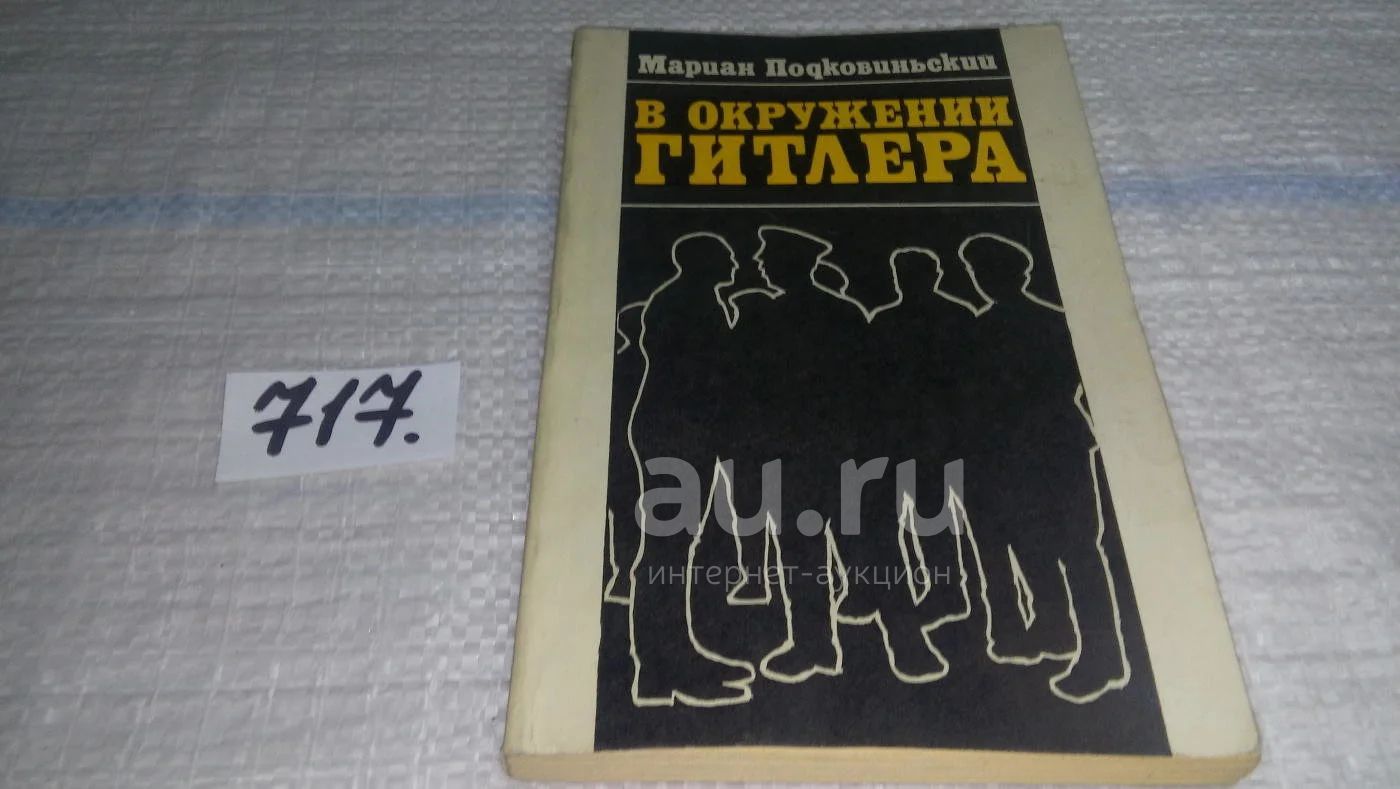 Мариан Подковиньский
В ОКРУЖЕНИИ
ГИТЛЕРА
717.
au.ru
интернет-аукцион